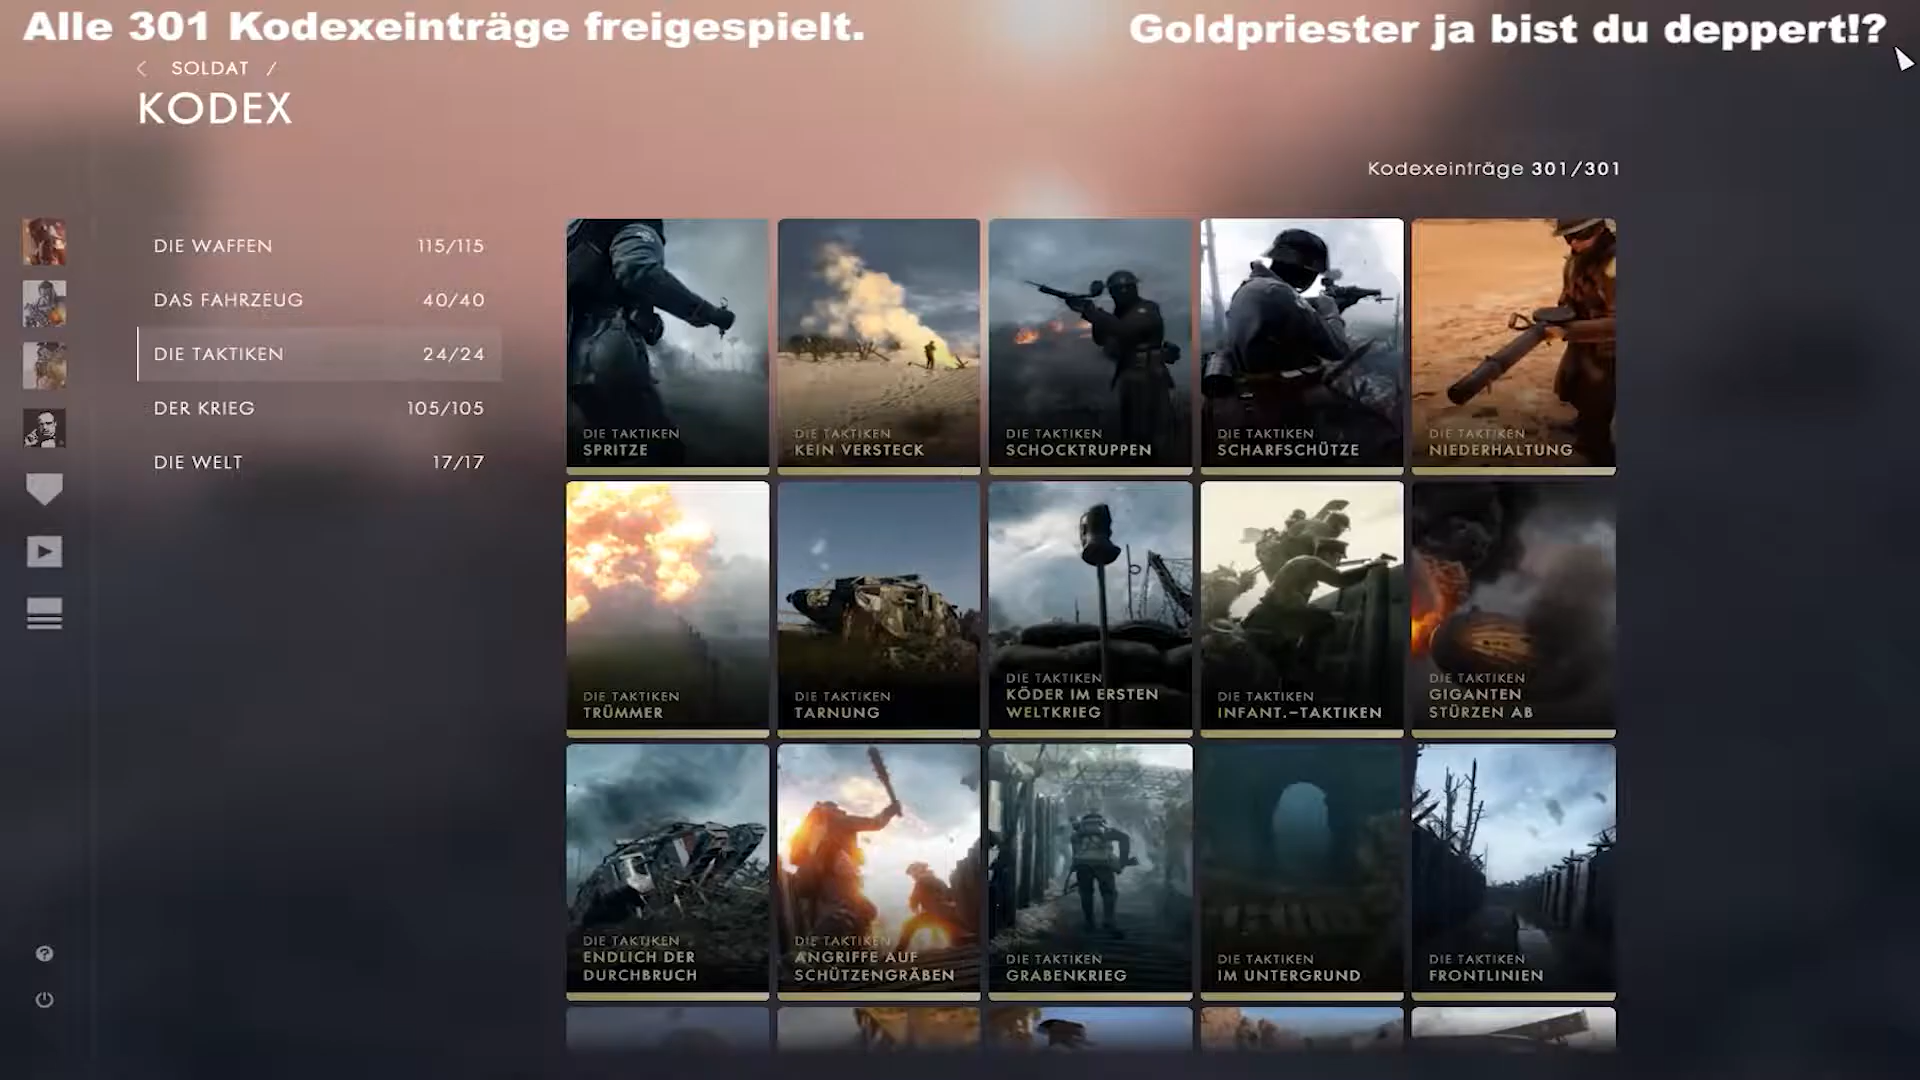 Alle 301 Kodexeinträge freigespielt.
Goldpriester ja bist du deppert!?
SOLDAT /
KODEX
Kodexeinträge 301/301
DIE WAFFEN 115/115
DAS FAHRZEUG 40/40
DIE TAKTIKEN 24/24
DER KRIEG 105/105
DIE WELT 17/17
DIE TAKTIKEN
SPRITZE
DIE TAKTIKEN
KEIN VERSTECK
DIE TAKTIKEN
SCHOCKTRUPPEN
DIE TAKTIKEN
SCHARFSCHÜTZE
DIE TAKTIKEN
NIEDERHALTUNG
DIE TAKTIKEN
TRÜMMER
DIE TAKTIKEN
TARNUNG
DIE TAKTIKEN
KÖDER IM ERSTEN
WELTKRIEG
DIE TAKTIKEN
INFANT.-TAKTIKEN
DIE TAKTIKEN
GIGANTEN
STÜRZEN AB
DIE TAKTIKEN
ENDLICH DER
DURCHBRUCH
DIE TAKTIKEN
ANGRIFFE AUF
SCHÜTZENGRÄBEN
DIE TAKTIKEN
GRABENKRIEG
DIE TAKTIKEN
IM UNTERGRUND
DIE TAKTIKEN
FRONTLINIEN